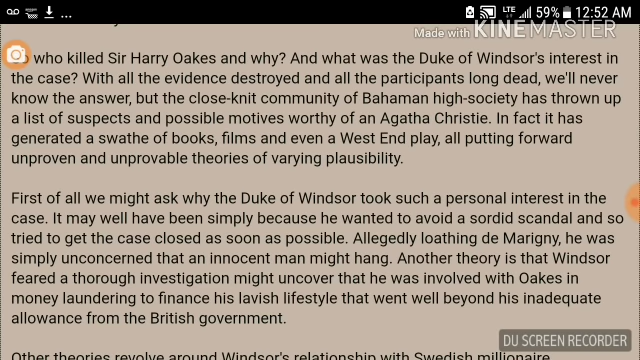 LTE 59% 12:52 AM
Made with KINEMASTER
who killed Sir Harry Oakes and why? And what was the Duke of Windsor's interest in
the case? With all the evidence destroyed and all the participants long dead, we'll never
know the answer, but the close-knit community of Bahaman high-society has thrown up
a list of suspects and possible motives worthy of an Agatha Christie. In fact it has
generated a swathe of books, films and even a West End play, all putting forward
unproven and unprovable theories of varying plausibility.
First of all we might ask why the Duke of Windsor took such a personal interest in the
case. It may well have been simply because he wanted to avoid a sordid scandal and so
tried to get the case closed as soon as possible. Allegedly loathing de Marigny, he was
simply unconcerned that an innocent man might hang. Another theory is that Windsor
feared a thorough investigation might uncover that he was involved with Oakes in
money laundering to finance his lavish lifestyle that went well beyond his inadequate
allowance from the British government.
DU SCREEN RECORDER
Other theories revolve around Windsor's relationship with Swedish millionaire